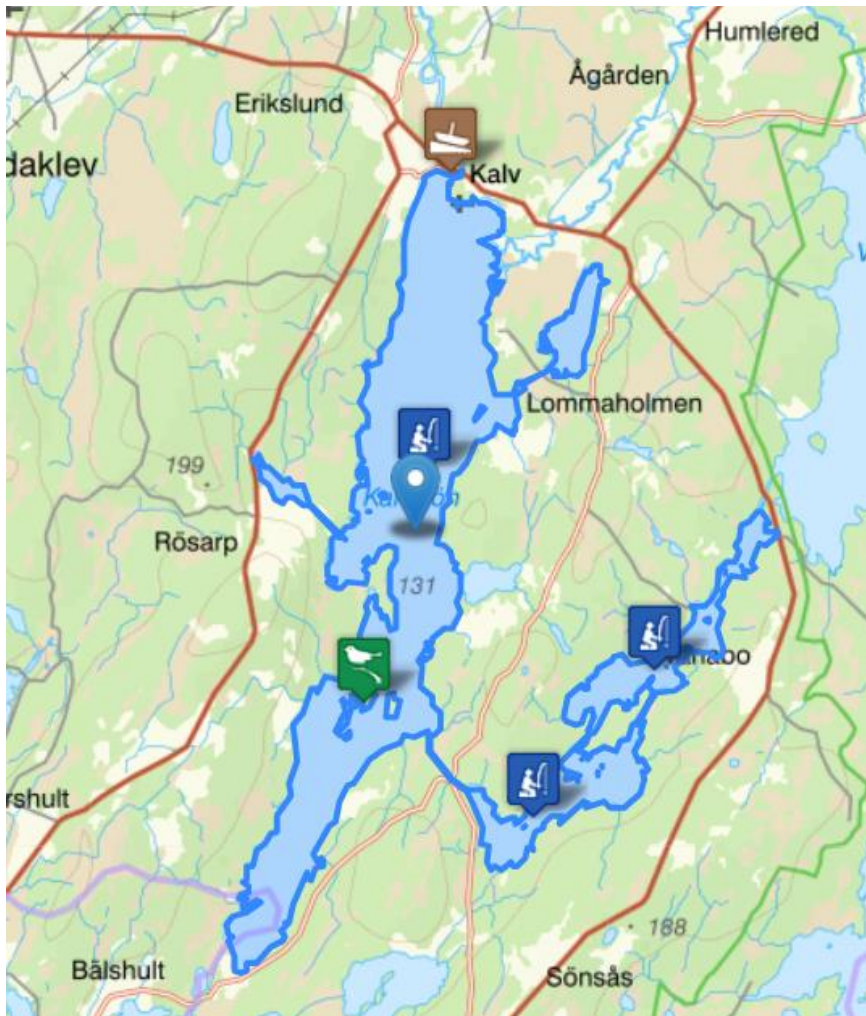 Humlered
Ågården
Erikslund
daklev
Kalv
Lommaholmen
199
Rösarp
131
rshult
188
Bälshult
Sönsås